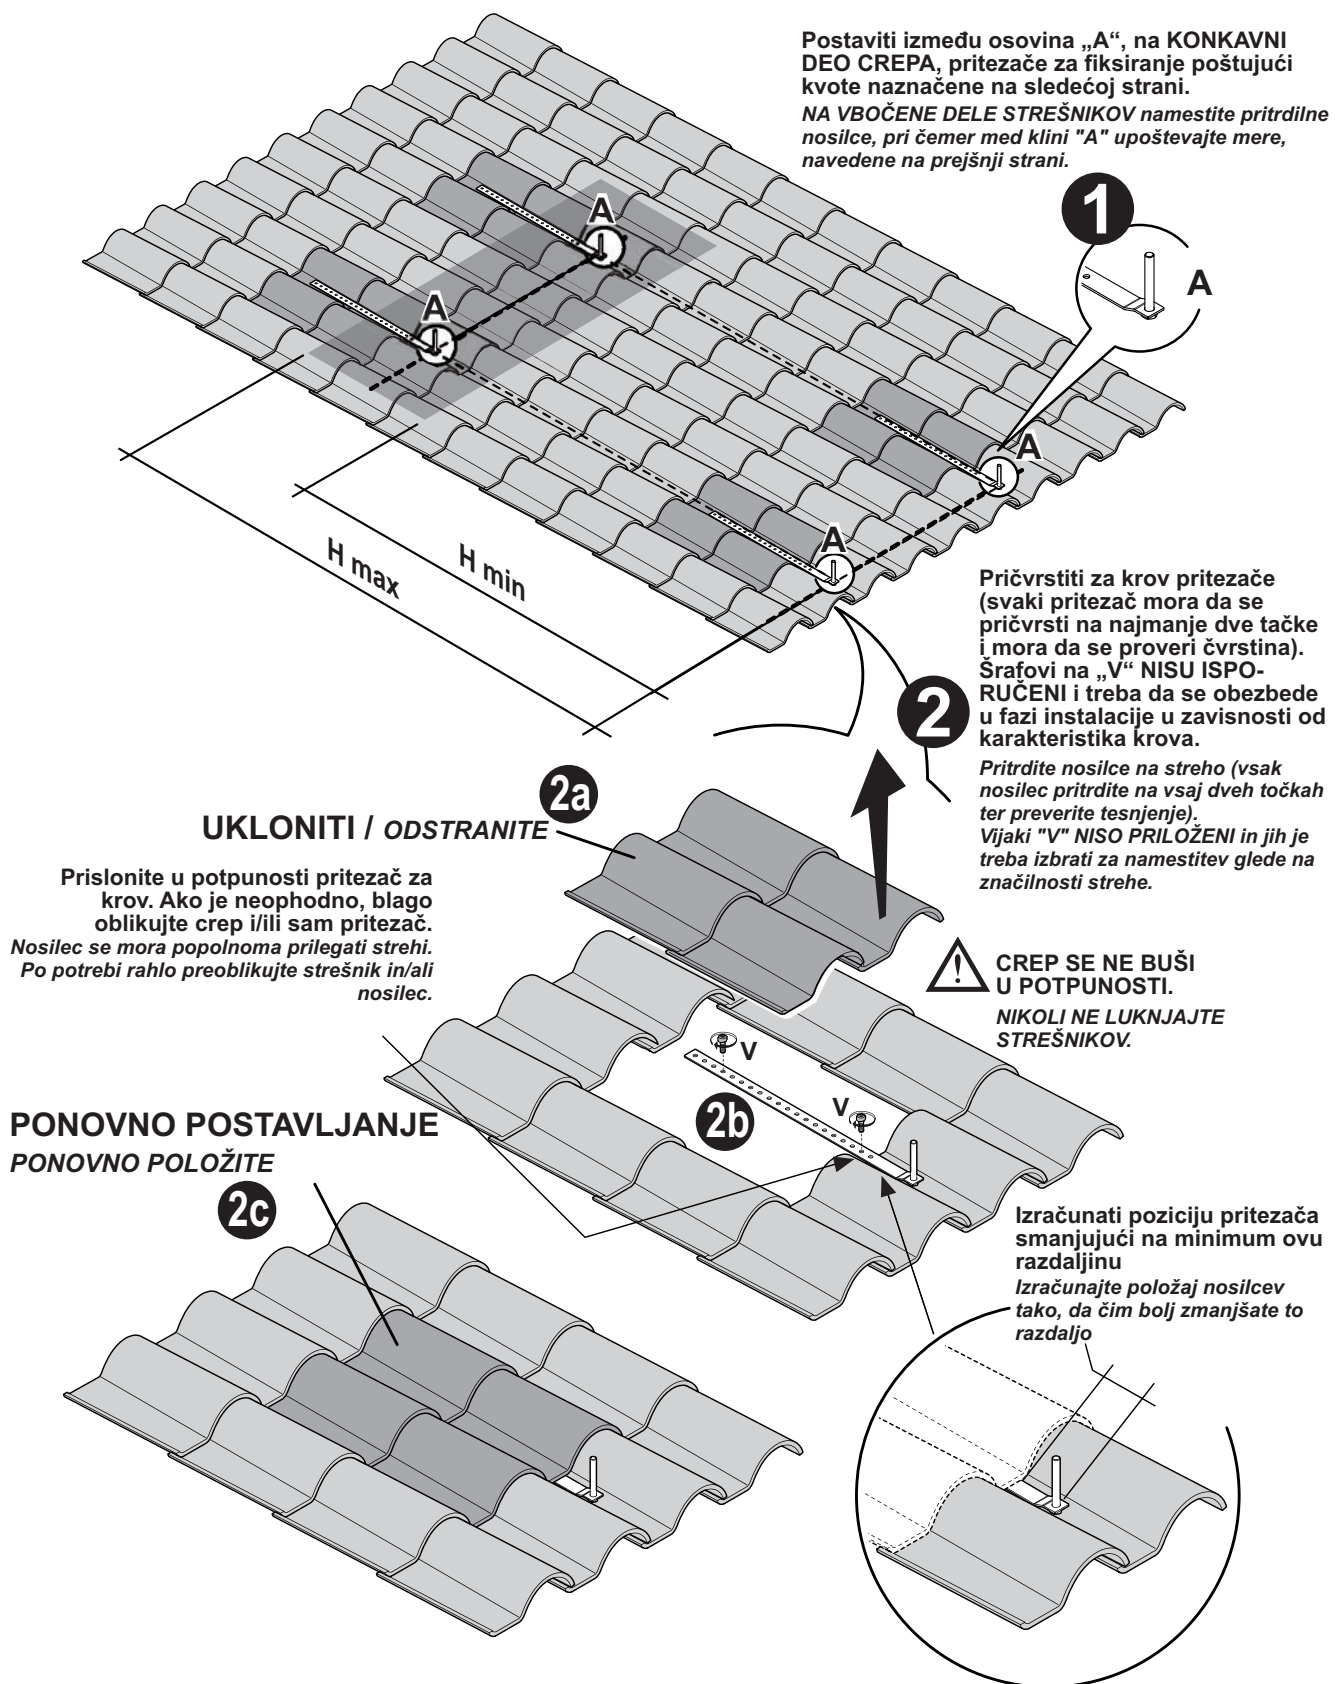 Postaviti između osovina „A“, na KONKAVNI
DEO CREPA, pritezače za fiksiranje poštujući
kvote naznačene na sledećoj strani.
NA VBOČENE DELE STREŠNIKOV namestite pritrdilne
nosilce, pri čemer med klini "A" upoštevajte mere,
navedene na prejšnji strani.
1
A
A
A
A
A
H max
H min
Pričvrstiti za krov pritezače
(svaki pritezač mora da se
pričvrsti na najmanje dve tačke
i mora da se proveri čvrstina).
Šrafovi na „V“ NISU ISPO-
RUČENI i treba da se obezbede
u fazi instalacije u zavisnosti od
karakteristika krova.
2
Pritrdite nosilce na streho (vsak
nosilec pritrdite na vsaj dveh točkah
ter preverite tesnjenje).
Vijaki "V" NISO PRILOŽENI in jih je
treba izbrati za namestitev glede na
značilnosti strehe.
2a
UKLONITI / ODSTRANITE
Prislonite u potpunosti pritezač za
krov. Ako je neophodno, blago
oblikujte crep i/ili sam pritezač.
Nosilec se mora popolnoma prilegati strehi.
Po potrebi rahlo preoblikujte strešnik in/ali
nosilec.
CREP SE NE BUŠI
U POTPUNOSTI.
NIKOLI NE LUKNJAJTE
STREŠNIKOV.
V
V
2b
PONOVNO POSTAVLJANJE
PONOVNO POLOŽITE
2c
Izračunati poziciju pritezača
smanjujući na minimum ovu
razdaljinu
Izračunajte položaj nosilcev
tako, da čim bolj zmanjšate to
razdaljo